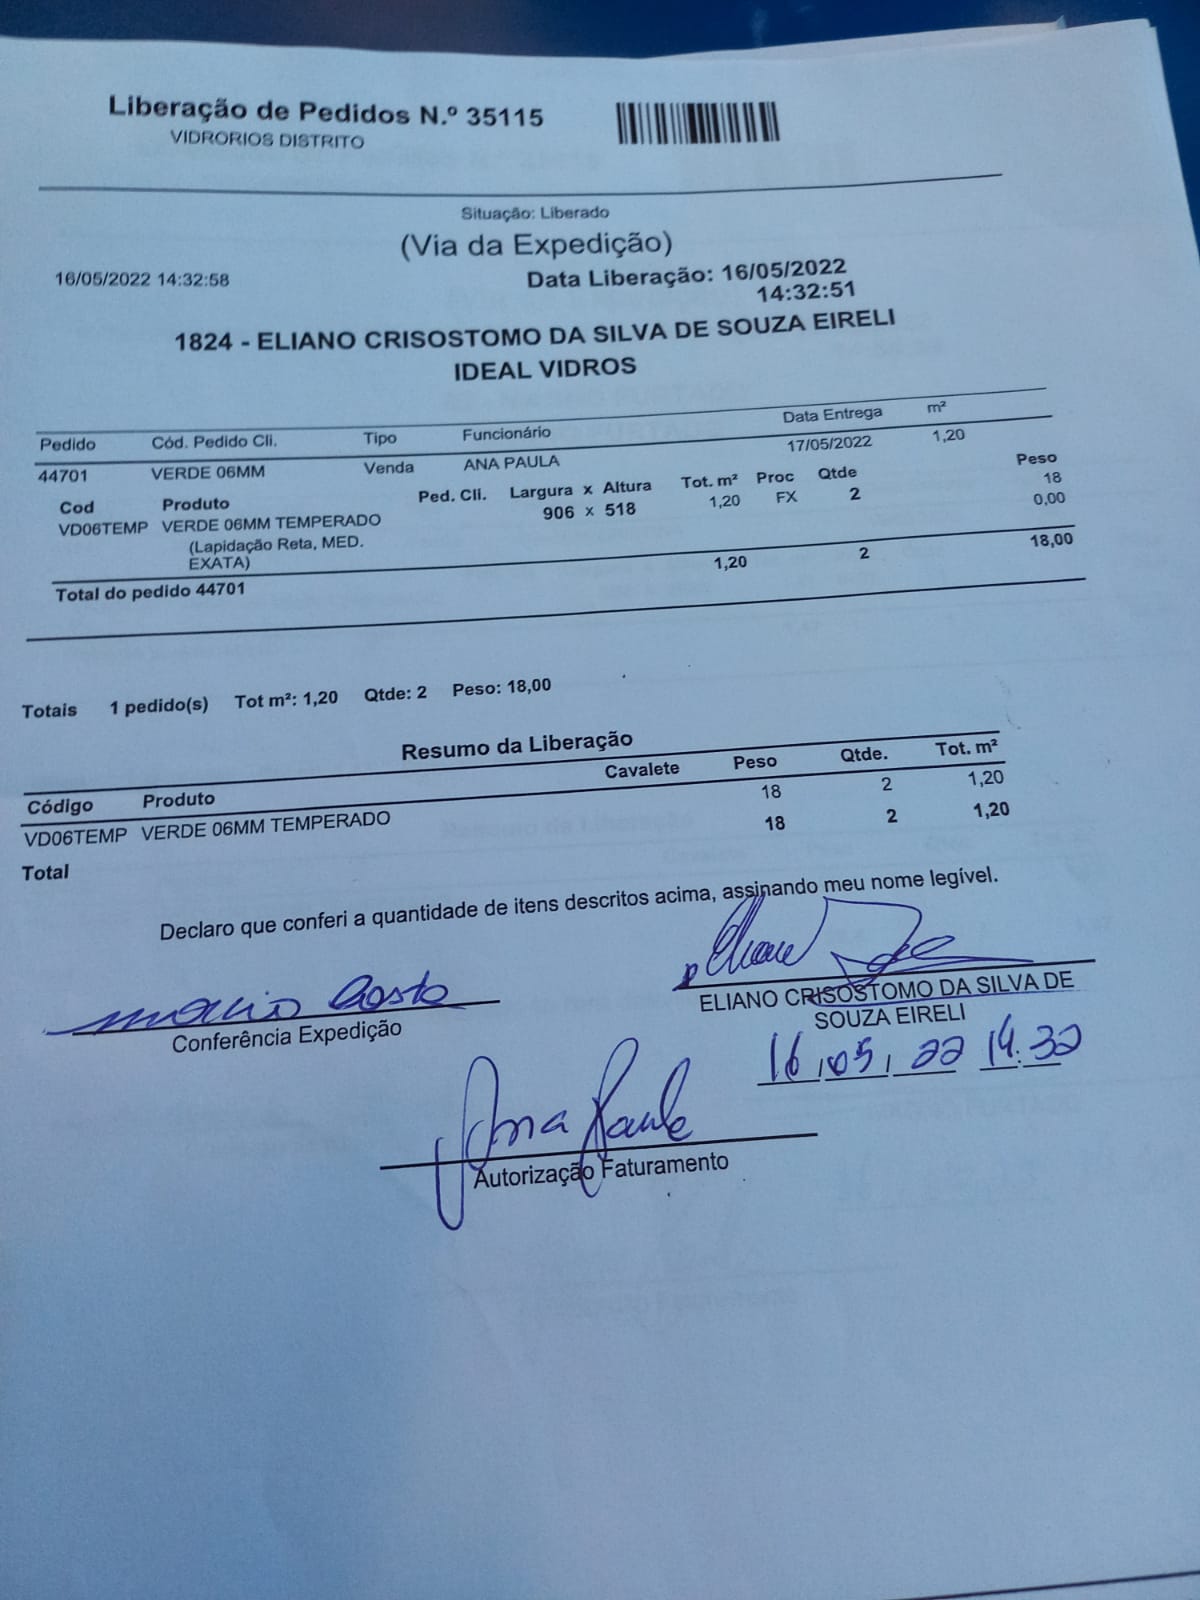 Liberação de Pedidos N.º 35115
VIDRORIOS DISTRITO
Situação: Liberado
(Via da Expedição)
16/05/2022 14:32:58 Data Liberação: 16/05/2022
14:32:51
1824 - ELIANO CRISOSTOMO DA SILVA DE SOUZA EIRELI
IDEAL VIDROS
Pedido Cód. Pedido Cli. Tipo Funcionário Data Entrega m²
44701 VERDE 06MM Venda ANA PAULA 17/05/2022 1,20
Cod Produto Ped. Cli. Largura x Altura Tot. m² Proc Qtde Peso
VD06TEMP VERDE 06MM TEMPERADO 906 x 518 1,20 FX 2 18
(Lapidação Reta, MED. 0,00
EXATA)
Total do pedido 44701 1,20 2 18,00
Totais 1 pedido(s) Tot m²: 1,20 Qtde: 2 Peso: 18,00
Resumo da Liberação
Código Produto Cavalete Peso Qtde. Tot. m²
VD06TEMP VERDE 06MM TEMPERADO 18 2 1,20
Total 18 2 1,20
Declaro que conferi a quantidade de itens descritos acima, assinando meu nome legível.
Eliano
Costa
Conferência Expedição
ELIANO CRISOSTOMO DA SILVA DE
SOUZA EIRELI
16/05/22 14:32
Ana Paula
Autorização Faturamento